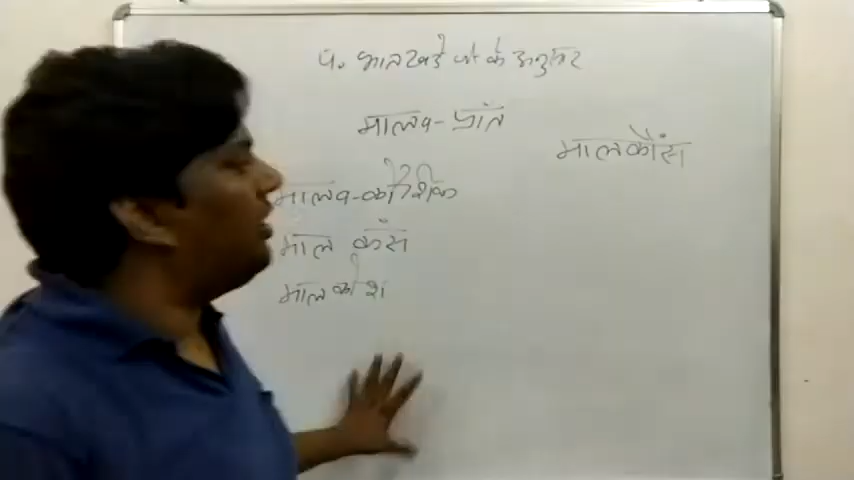 पं. भातखंडे जी के अनुसार
मालव-प्रांत
मालकौंस
मालव-कौशिक
माल कंस
मालकोश